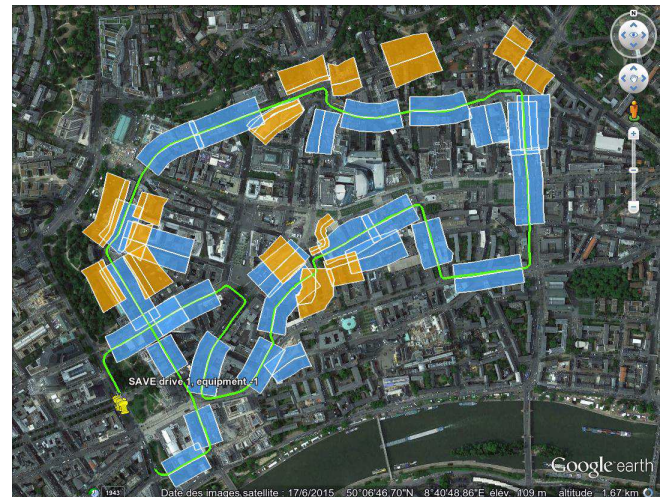 N
SAVE drive 1, equipment -1
Google earth
1943
Date des images satellite : 17/6/2015 50°06'46.70"N 8°40'48.86"E élév. 109 m altitude 1.67 km